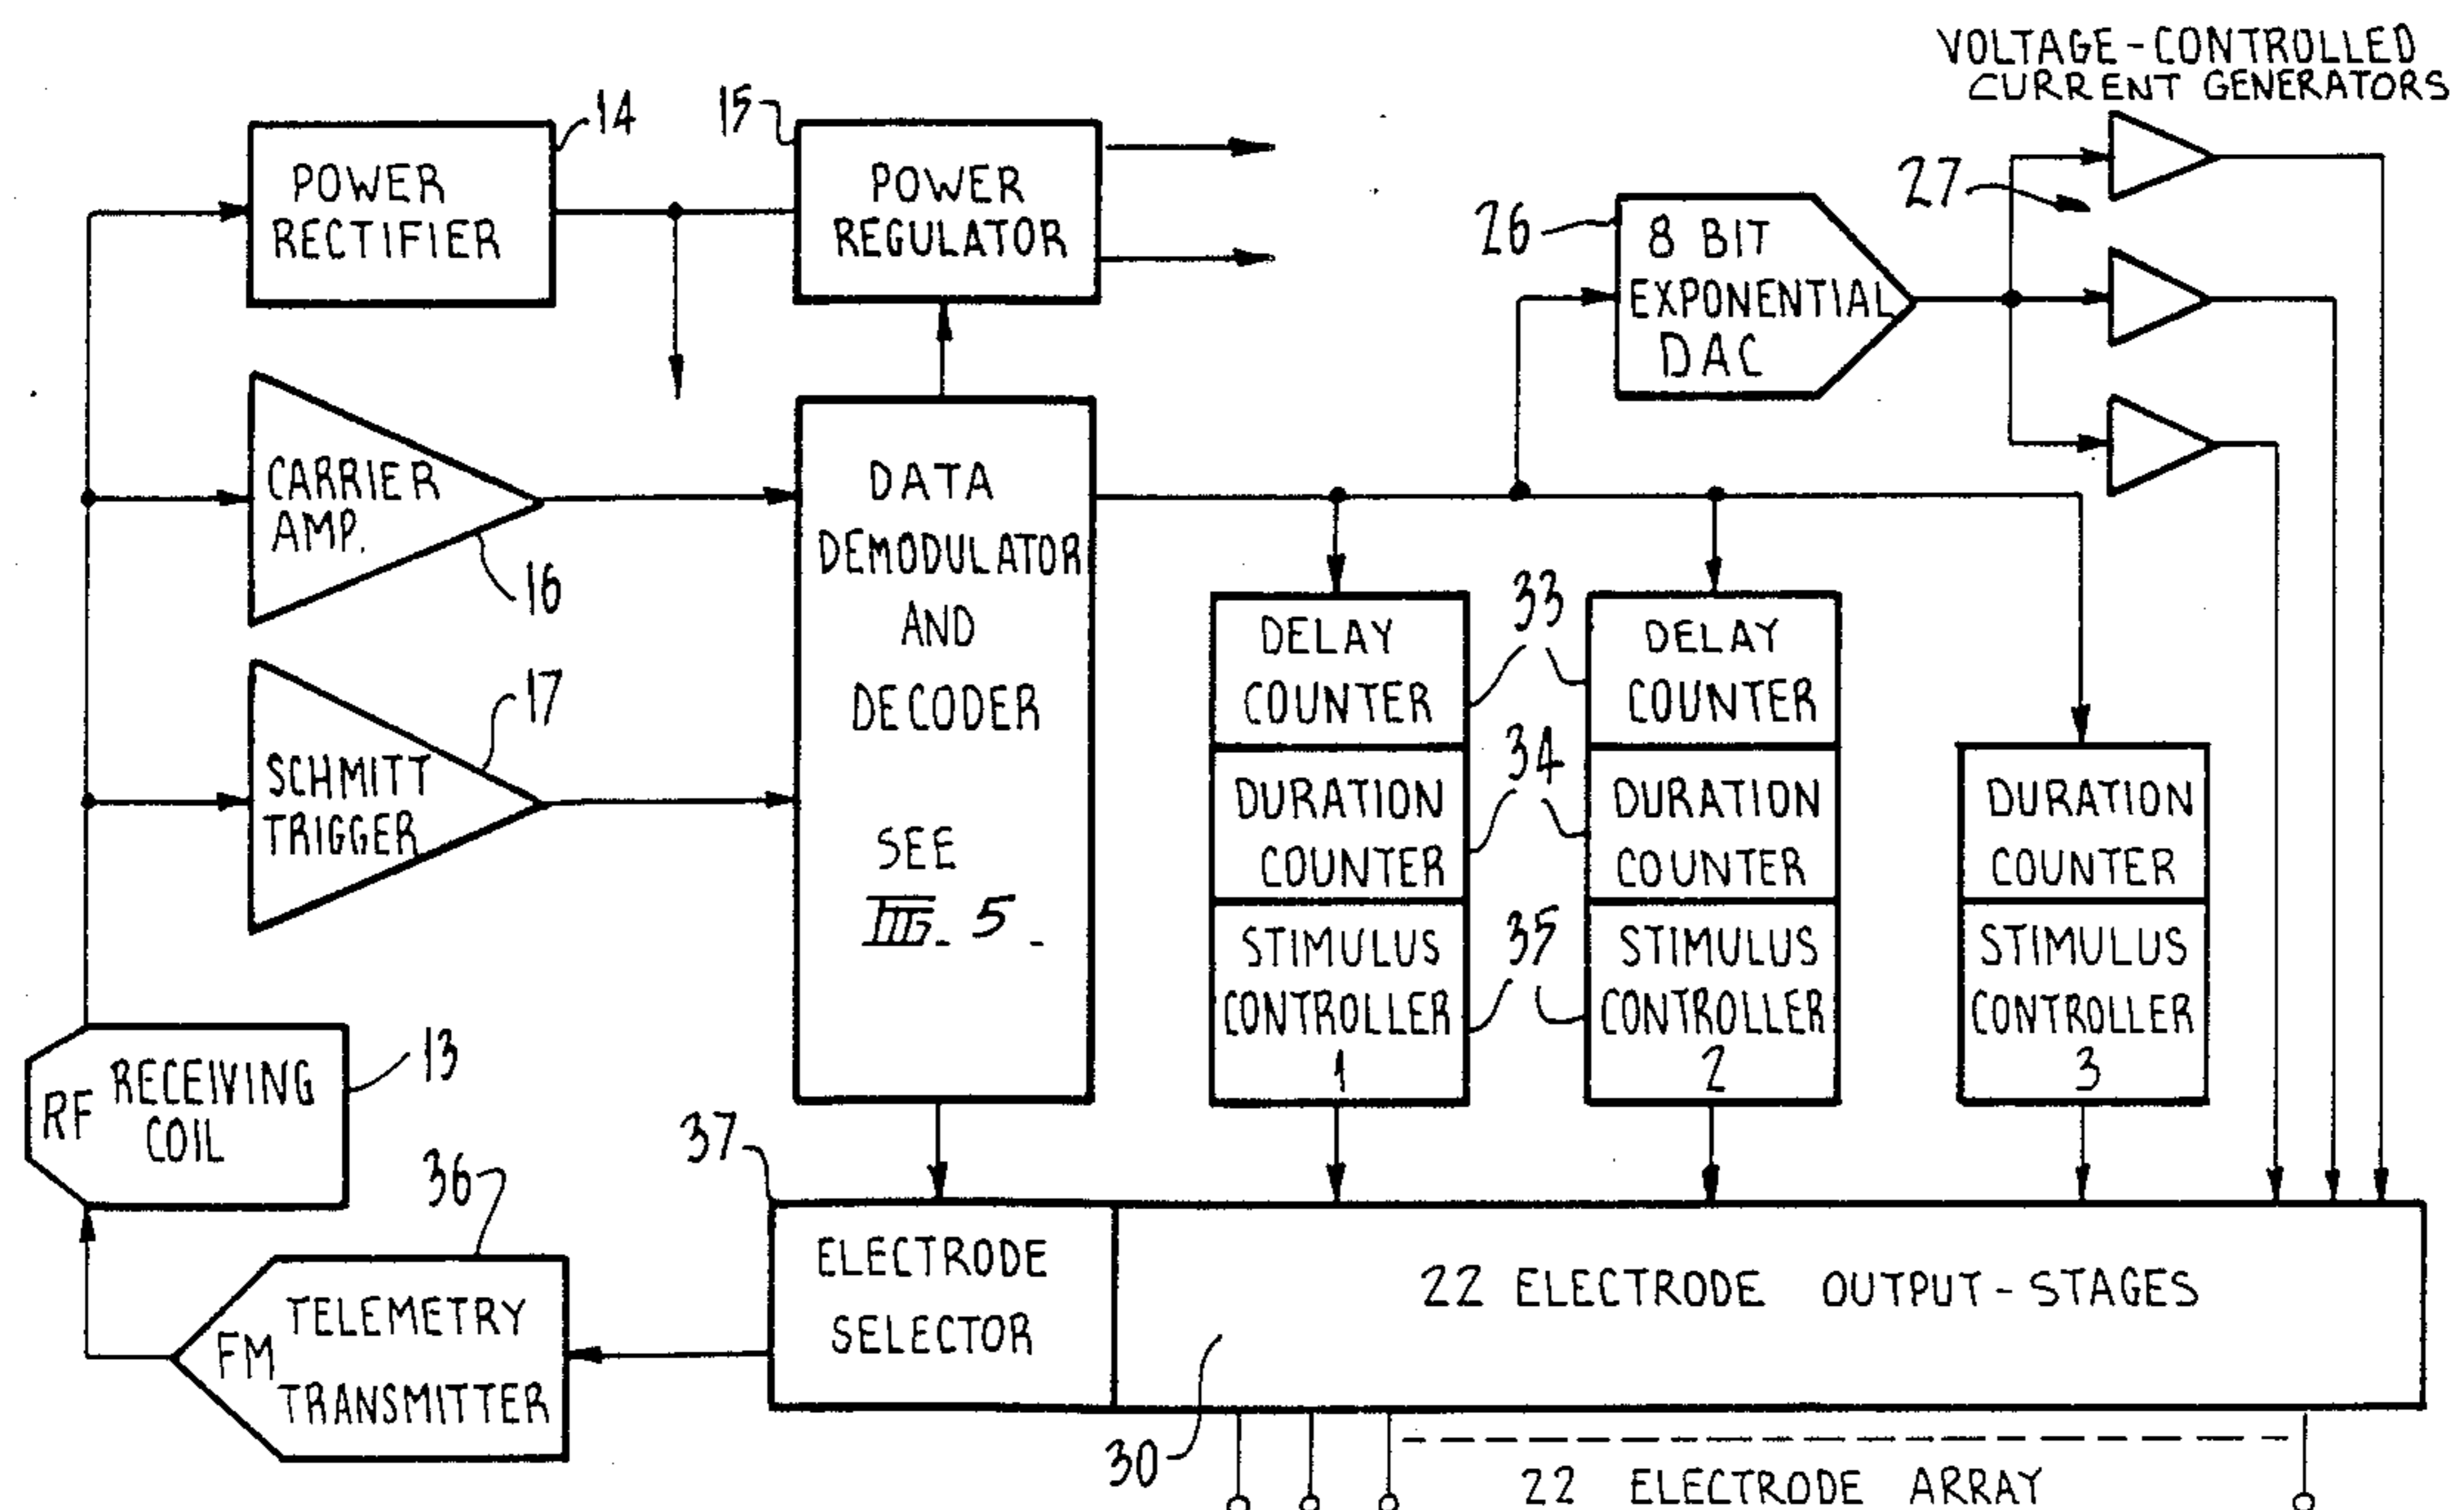 VOLTAGE-CONTROLLED
CURRENT GENERATORS
14
15
27
POWER
RECTIFIER
POWER
REGULATOR
26
8 BIT
EXPONENTIAL
DAC
CARRIER
AMP.
16
DATA
DEMODULATOR
AND
DECODER
SEE
FIG. 5.
17
SCHMITT
TRIGGER
DELAY
COUNTER
33
DELAY
COUNTER
DURATION
COUNTER
34
DURATION
COUNTER
DURATION
COUNTER
STIMULUS
CONTROLLER
1
35
STIMULUS
CONTROLLER
2
STIMULUS
CONTROLLER
3
RF RECEIVING
COIL
13
37
36
FM TELEMETRY
TRANSMITTER
ELECTRODE
SELECTOR
22 ELECTRODE OUTPUT-STAGES
30
22 ELECTRODE ARRAY